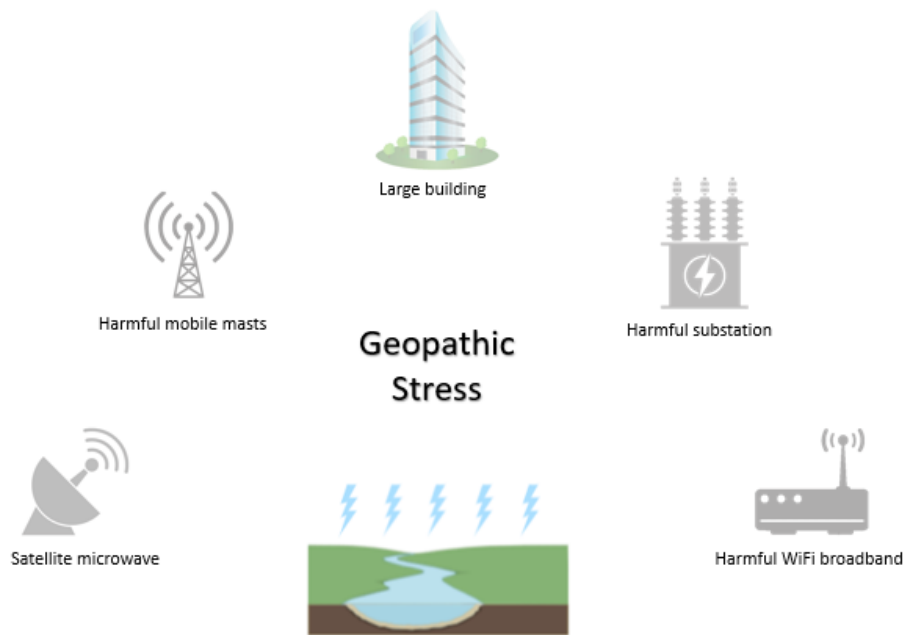 Large building
Harmful mobile masts
Harmful substation
Geopathic
Stress
Satellite microwave
Harmful WiFi broadband